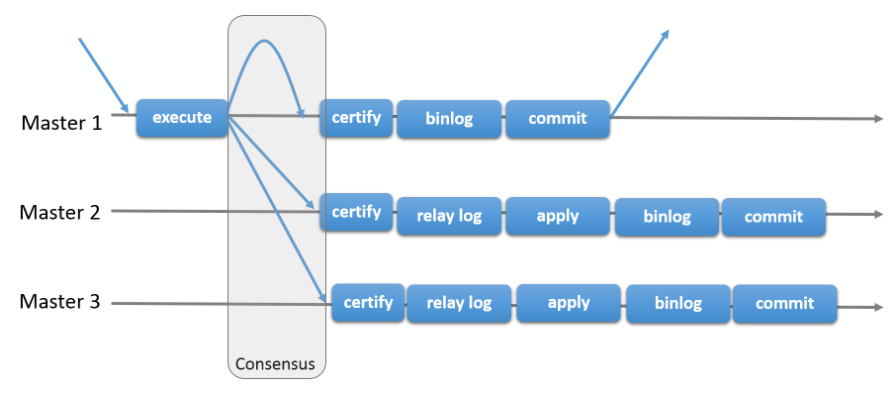 Master 1
execute
certify
binlog
commit
Master 2
certify
relay log
apply
binlog
commit
Master 3
certify
relay log
apply
binlog
commit
Consensus